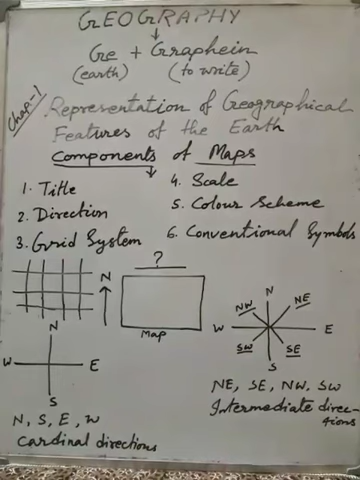 GEOGRAPHY
Ge + Graphein
(earth) (to write)
Chap-1
Representation of Geographical
Features of the Earth
Components of Maps
1. Title
2. Direction
3. Grid System
4. Scale
5. Colour Scheme
6. Conventional Symbols
N
?
Map
N
W E
S
N
NW NE
W E
SW SE
S
N, S, E, W
Cardinal directions
NE, SE, NW, SW
Intermediate direc-
tions